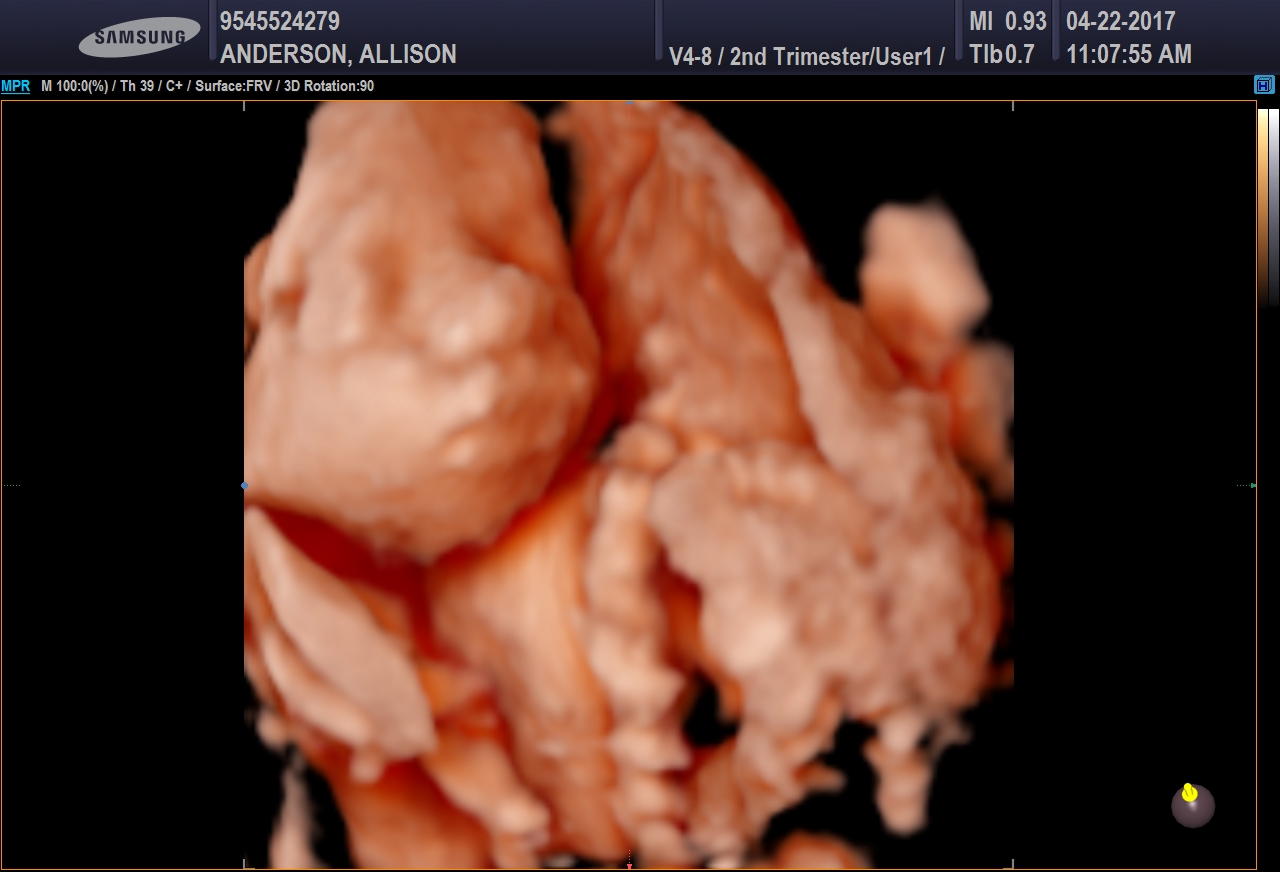 SAMSUNG
9545524279
ANDERSON, ALLISON
V4-8 / 2nd Trimester/User1 /
MI 0.93
TIb 0.7
04-22-2017
11:07:55 AM
MPR M 100:0(%) / Th 39 / C+ / Surface:FRV / 3D Rotation:90